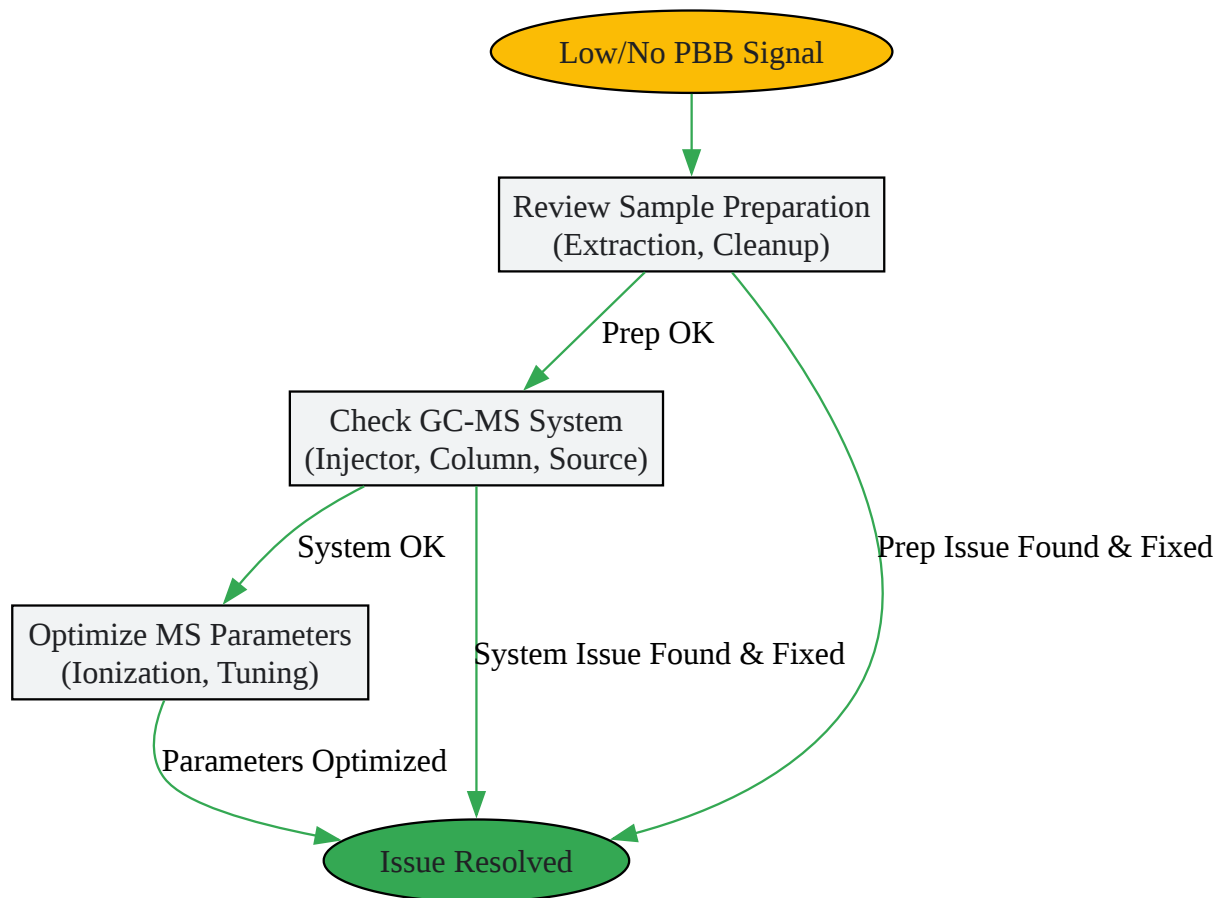 Low/No PBB Signal
Review Sample Preparation
(Extraction, Cleanup)
Prep OK
Check GC-MS System
(Injector, Column, Source)
System OK
Prep Issue Found & Fixed
Optimize MS Parameters
(Ionization, Tuning)
System Issue Found & Fixed
Parameters Optimized
Issue Resolved